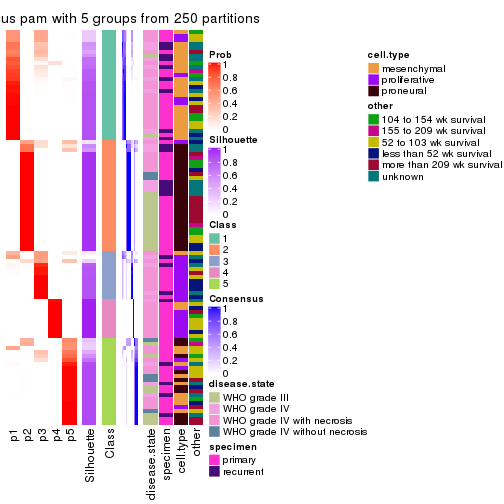 us pam with 5 groups from 250 partitions
Prob
1
0.8
0.6
0.4
0.2
0
Silhouette
1
0.8
0.6
0.4
0.2
0
Class
1
2
3
4
5
Consensus
1
0.8
0.6
0.4
0.2
0
disease.state
WHO grade III
WHO grade IV
WHO grade IV with necrosis
WHO grade IV without necrosis
specimen
primary
recurrent
cell.type
mesenchymal
proliferative
proneural
other
104 to 154 wk survival
155 to 209 wk survival
52 to 103 wk survival
less than 52 wk survival
more than 209 wk survival
unknown
p1
p2
p3
p4
p5
Silhouette
Class
disease.state
specimen
cell.type
other